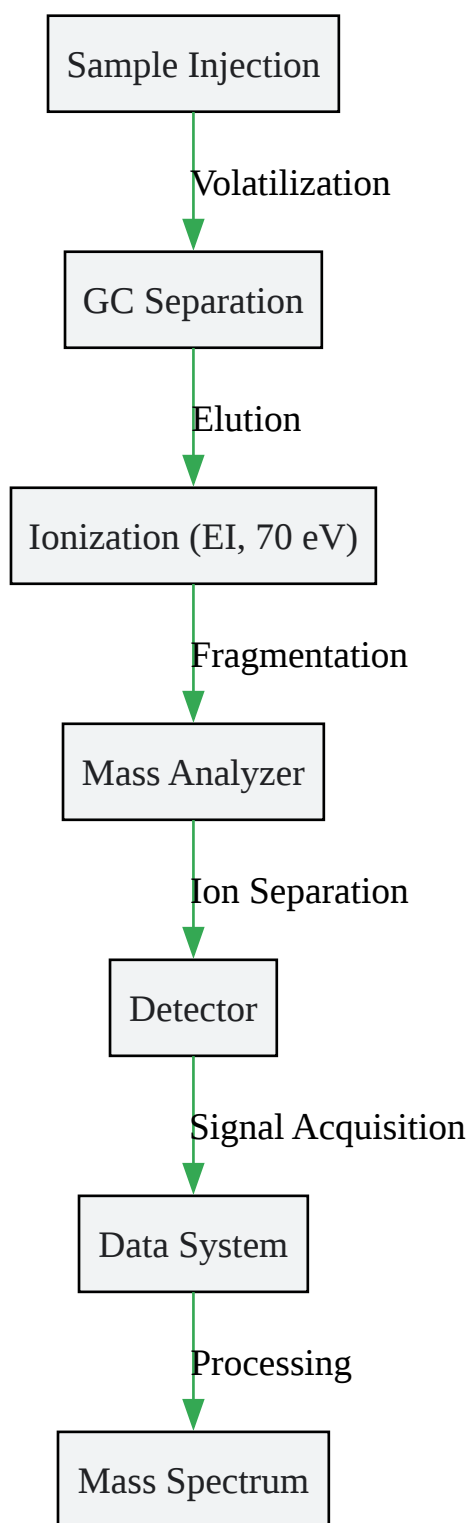 Sample Injection
Volatilization
GC Separation
Elution
Ionization (EI, 70 eV)
Fragmentation
Mass Analyzer
Ion Separation
Detector
Signal Acquisition
Data System
Processing
Mass Spectrum